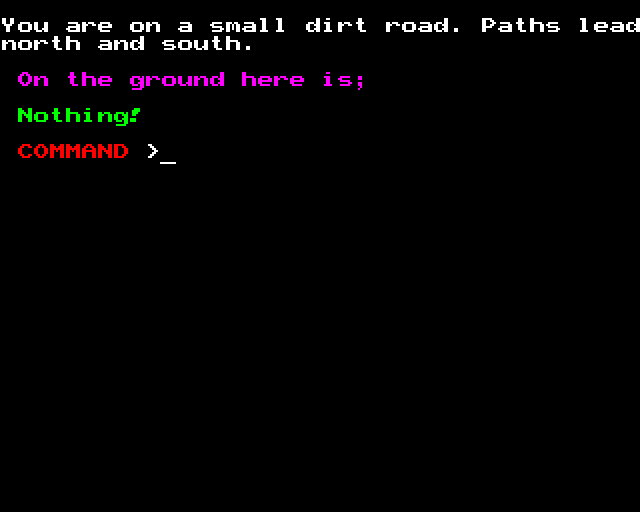 You are on a small dirt road. Paths lead
north and south.
On the ground here is;
Nothing!
COMMAND >_